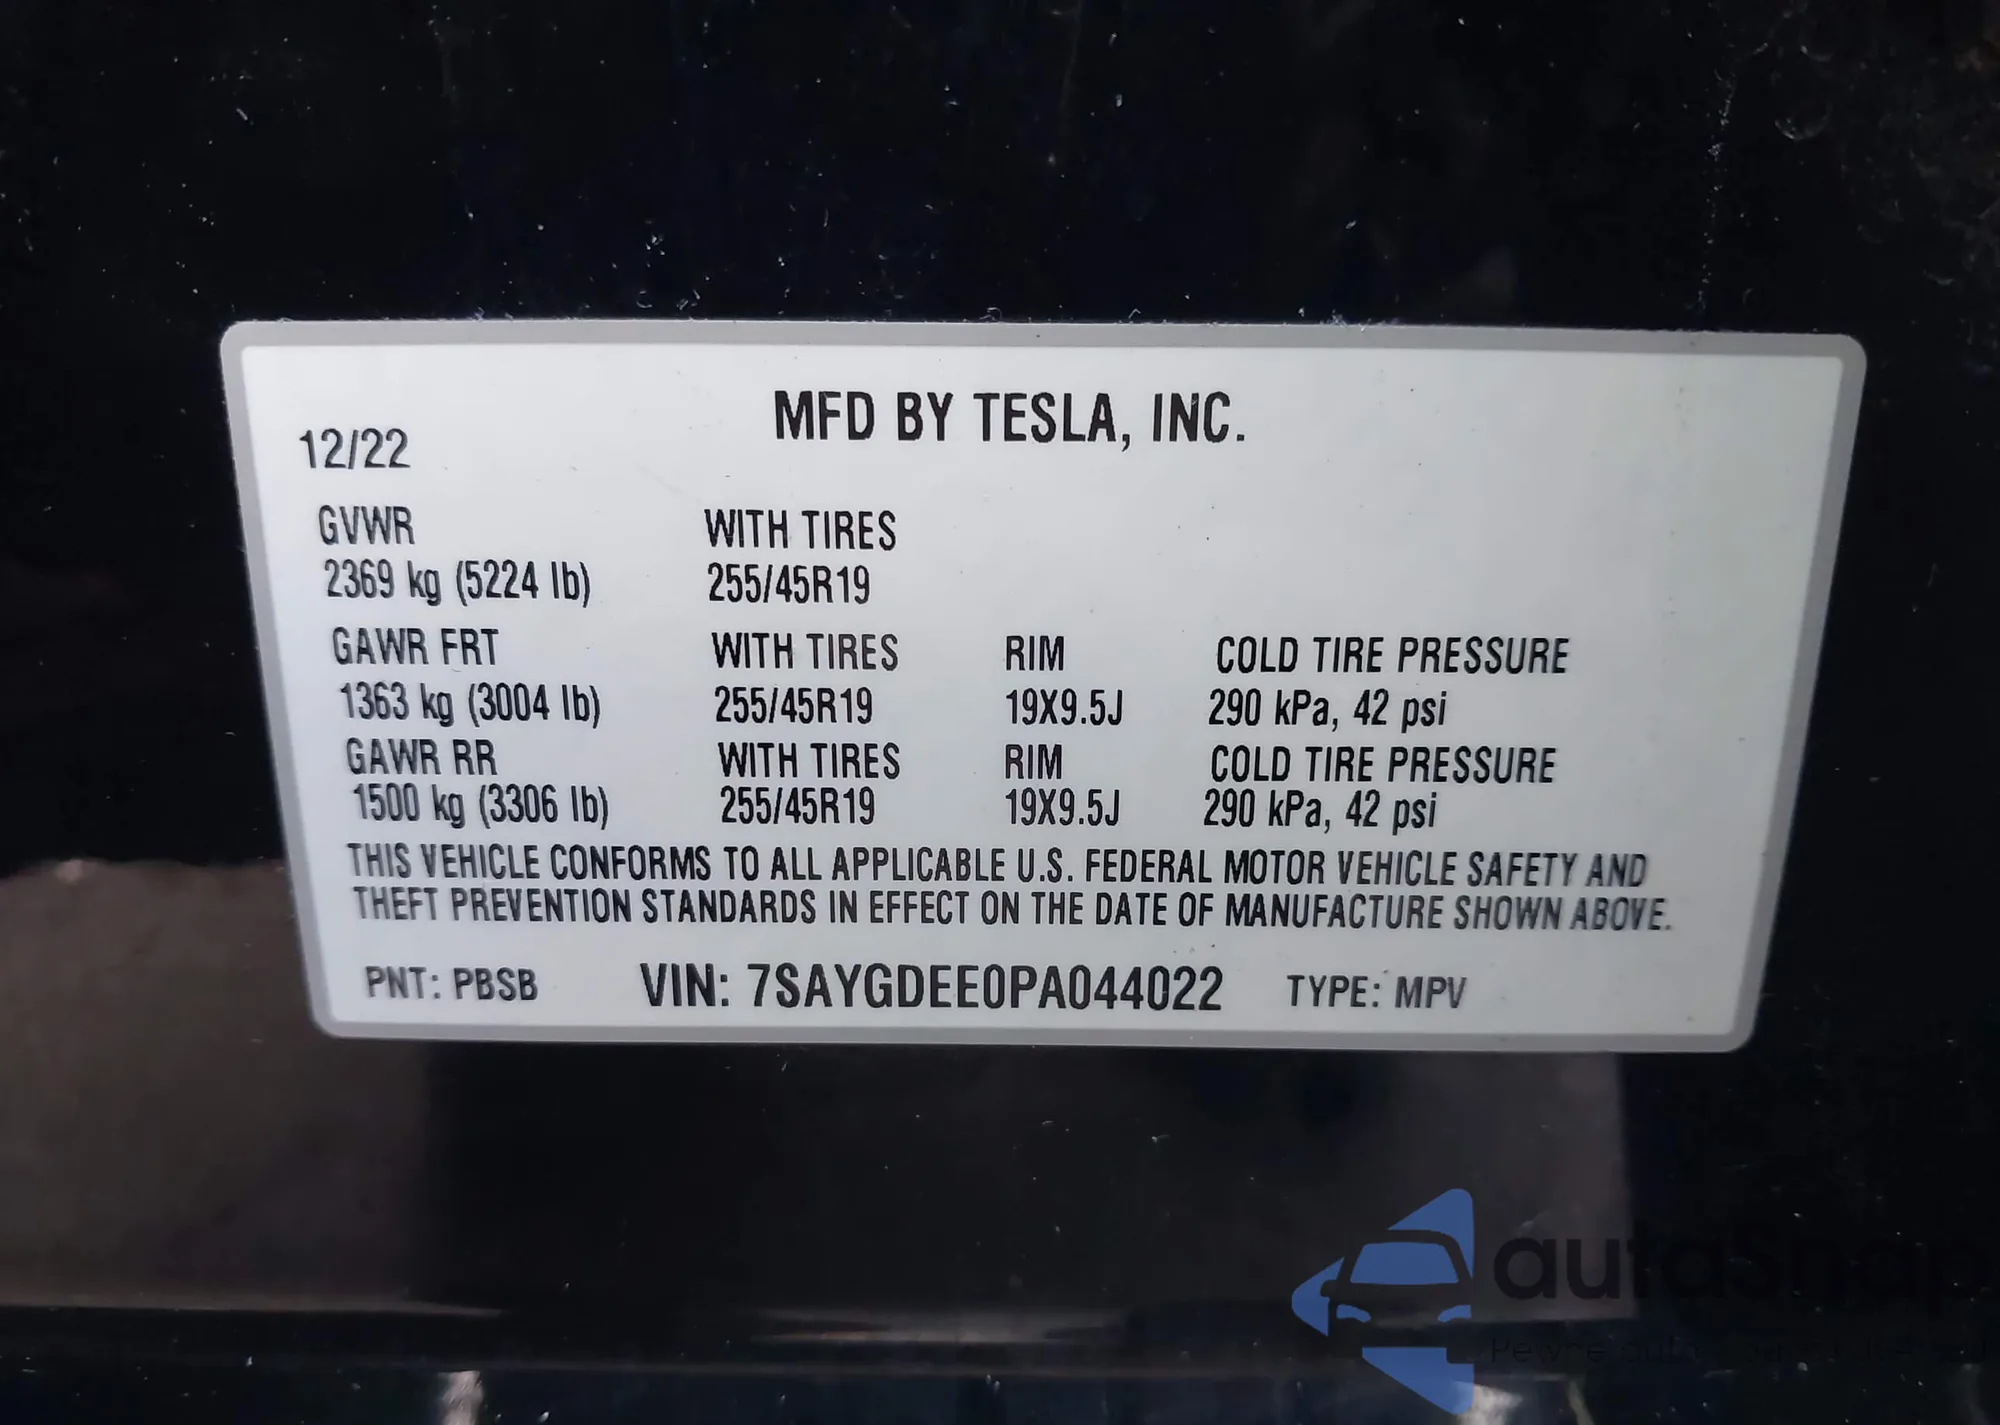 MFD BY TESLA, INC.
12/22
GVWR WITH TIRES
2369 kg (5224 lb) 255/45R19
GAWR FRT WITH TIRES RIM COLD TIRE PRESSURE
1363 kg (3004 lb) 255/45R19 19X9.5J 290 kPa, 42 psi
GAWR RR WITH TIRES RIM COLD TIRE PRESSURE
1500 kg (3306 lb) 255/45R19 19X9.5J 290 kPa, 42 psi
THIS VEHICLE CONFORMS TO ALL APPLICABLE U.S. FEDERAL MOTOR VEHICLE SAFETY AND
THEFT PREVENTION STANDARDS IN EFFECT ON THE DATE OF MANUFACTURE SHOWN ABOVE.
PNT: PBSB VIN: 7SAYGDEE0PA044022 TYPE: MPV
autasnap
Pewne auta